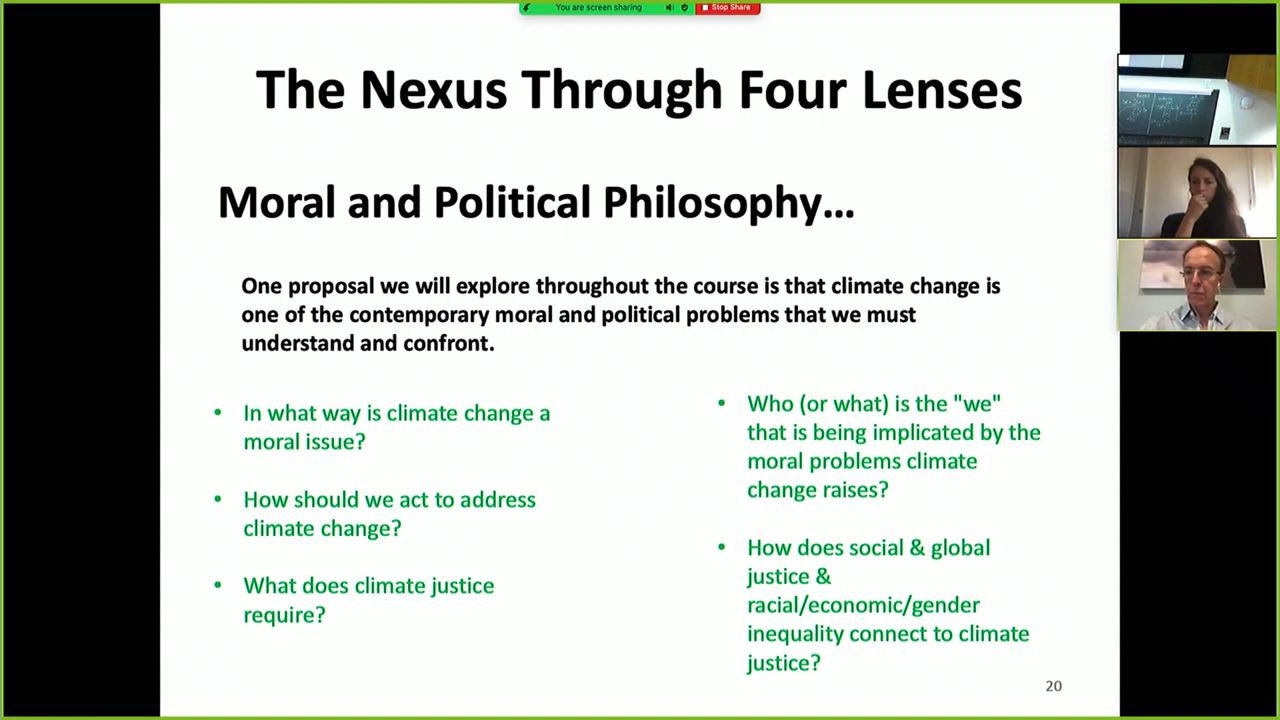 You are screen sharing
Stop Share
The Nexus Through Four Lenses
Moral and Political Philosophy...
One proposal we will explore throughout the course is that climate change is
one of the contemporary moral and political problems that we must
understand and confront.
• In what way is climate change a
moral issue?
• How should we act to address
climate change?
• What does climate justice
require?
• Who (or what) is the "we"
that is being implicated by the
moral problems climate
change raises?
• How does social & global
justice &
racial/economic/gender
inequality connect to climate
justice?
20